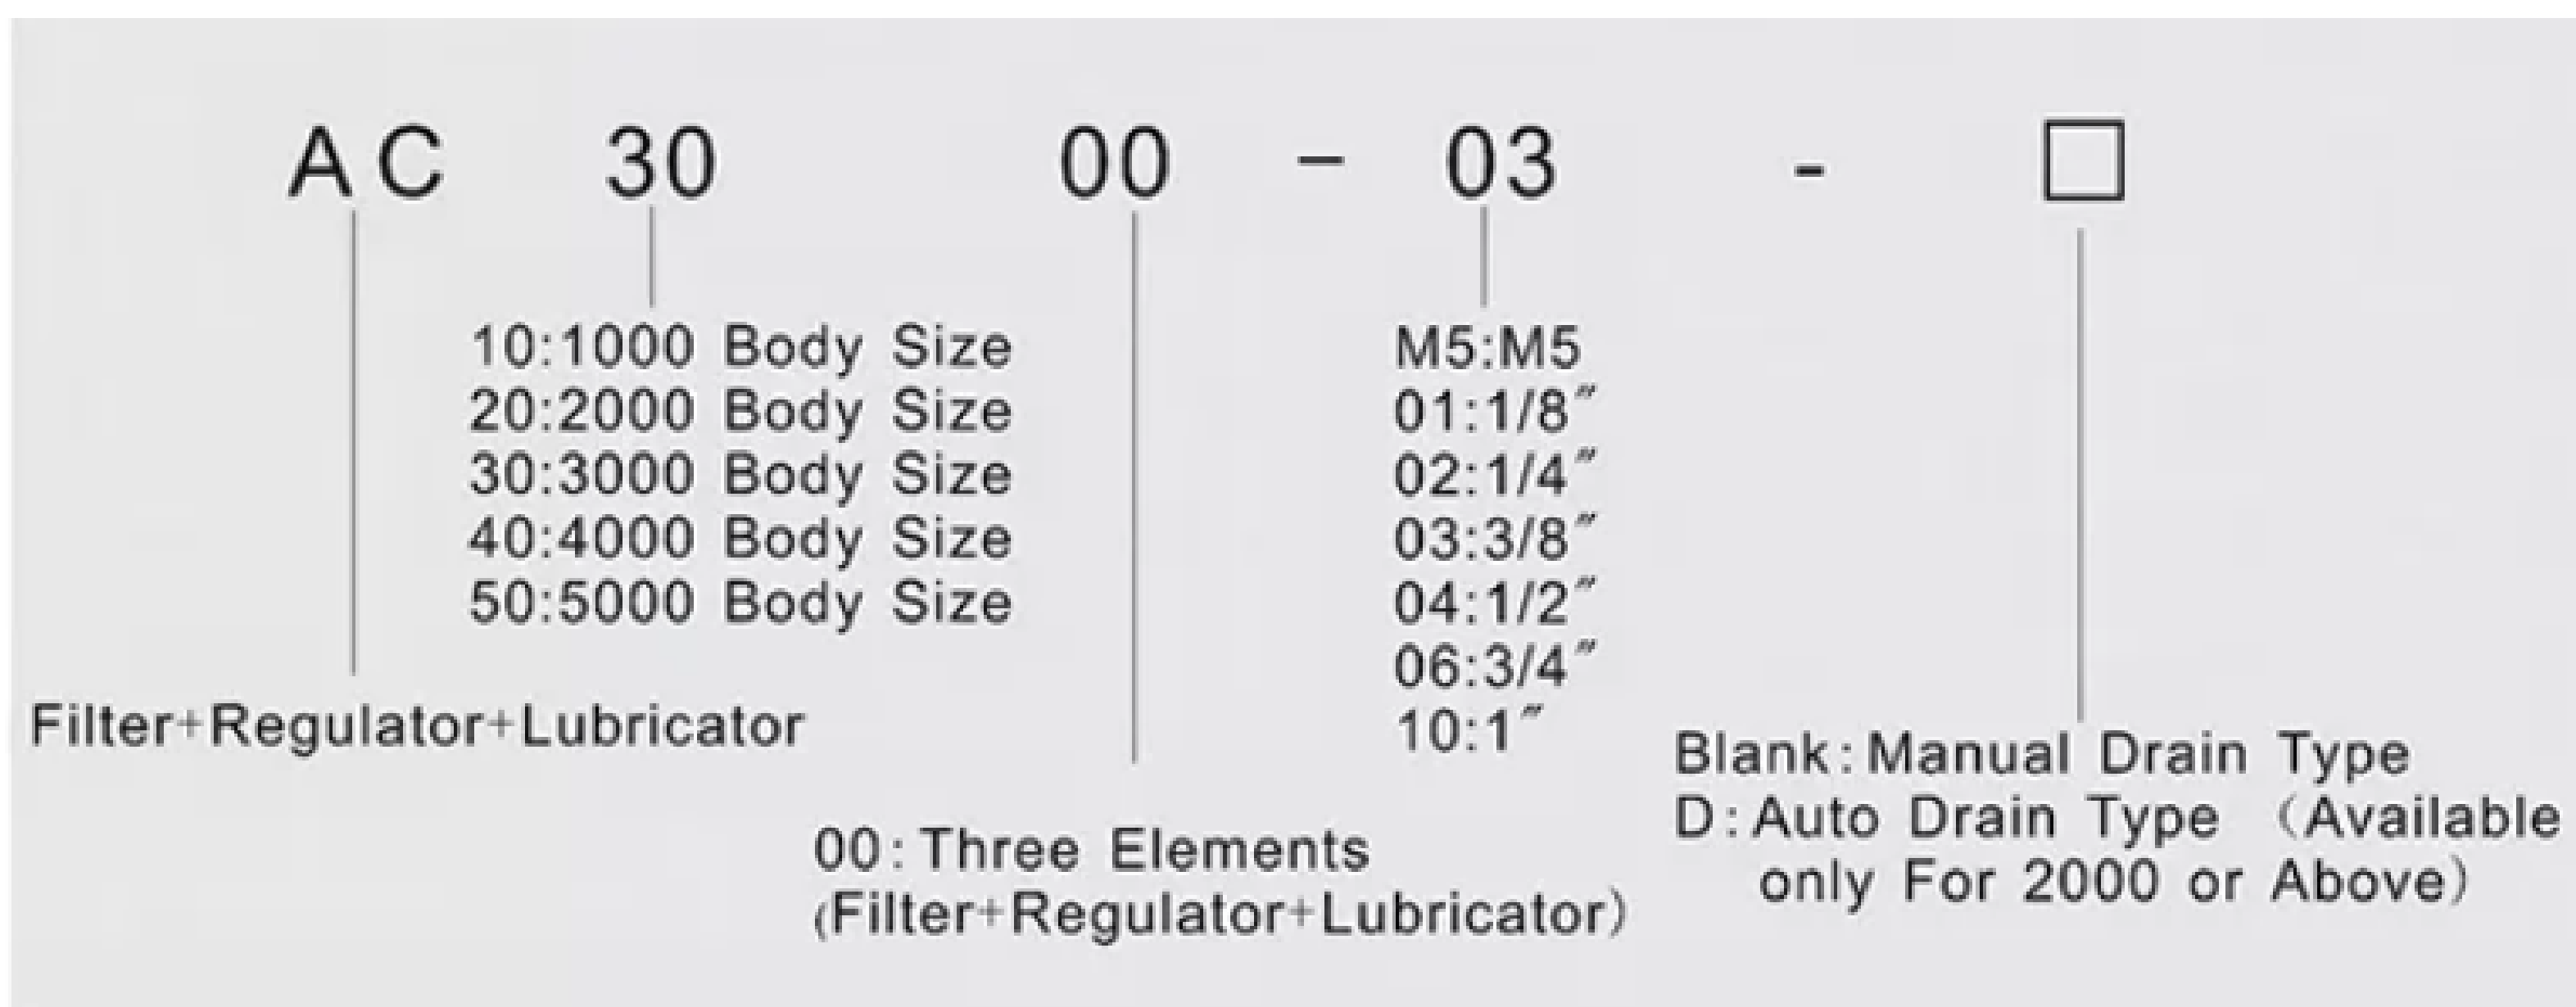 AC 30 00 - 03 - □
10:1000 Body Size
20:2000 Body Size
30:3000 Body Size
40:4000 Body Size
50:5000 Body Size
M5:M5
01:1/8″
02:1/4″
03:3/8″
04:1/2″
06:3/4″
10:1″
Filter+Regulator+Lubricator
00:Three Elements
(Filter+Regulator+Lubricator)
Blank:Manual Drain Type
D:Auto Drain Type (Available
only For 2000 or Above)